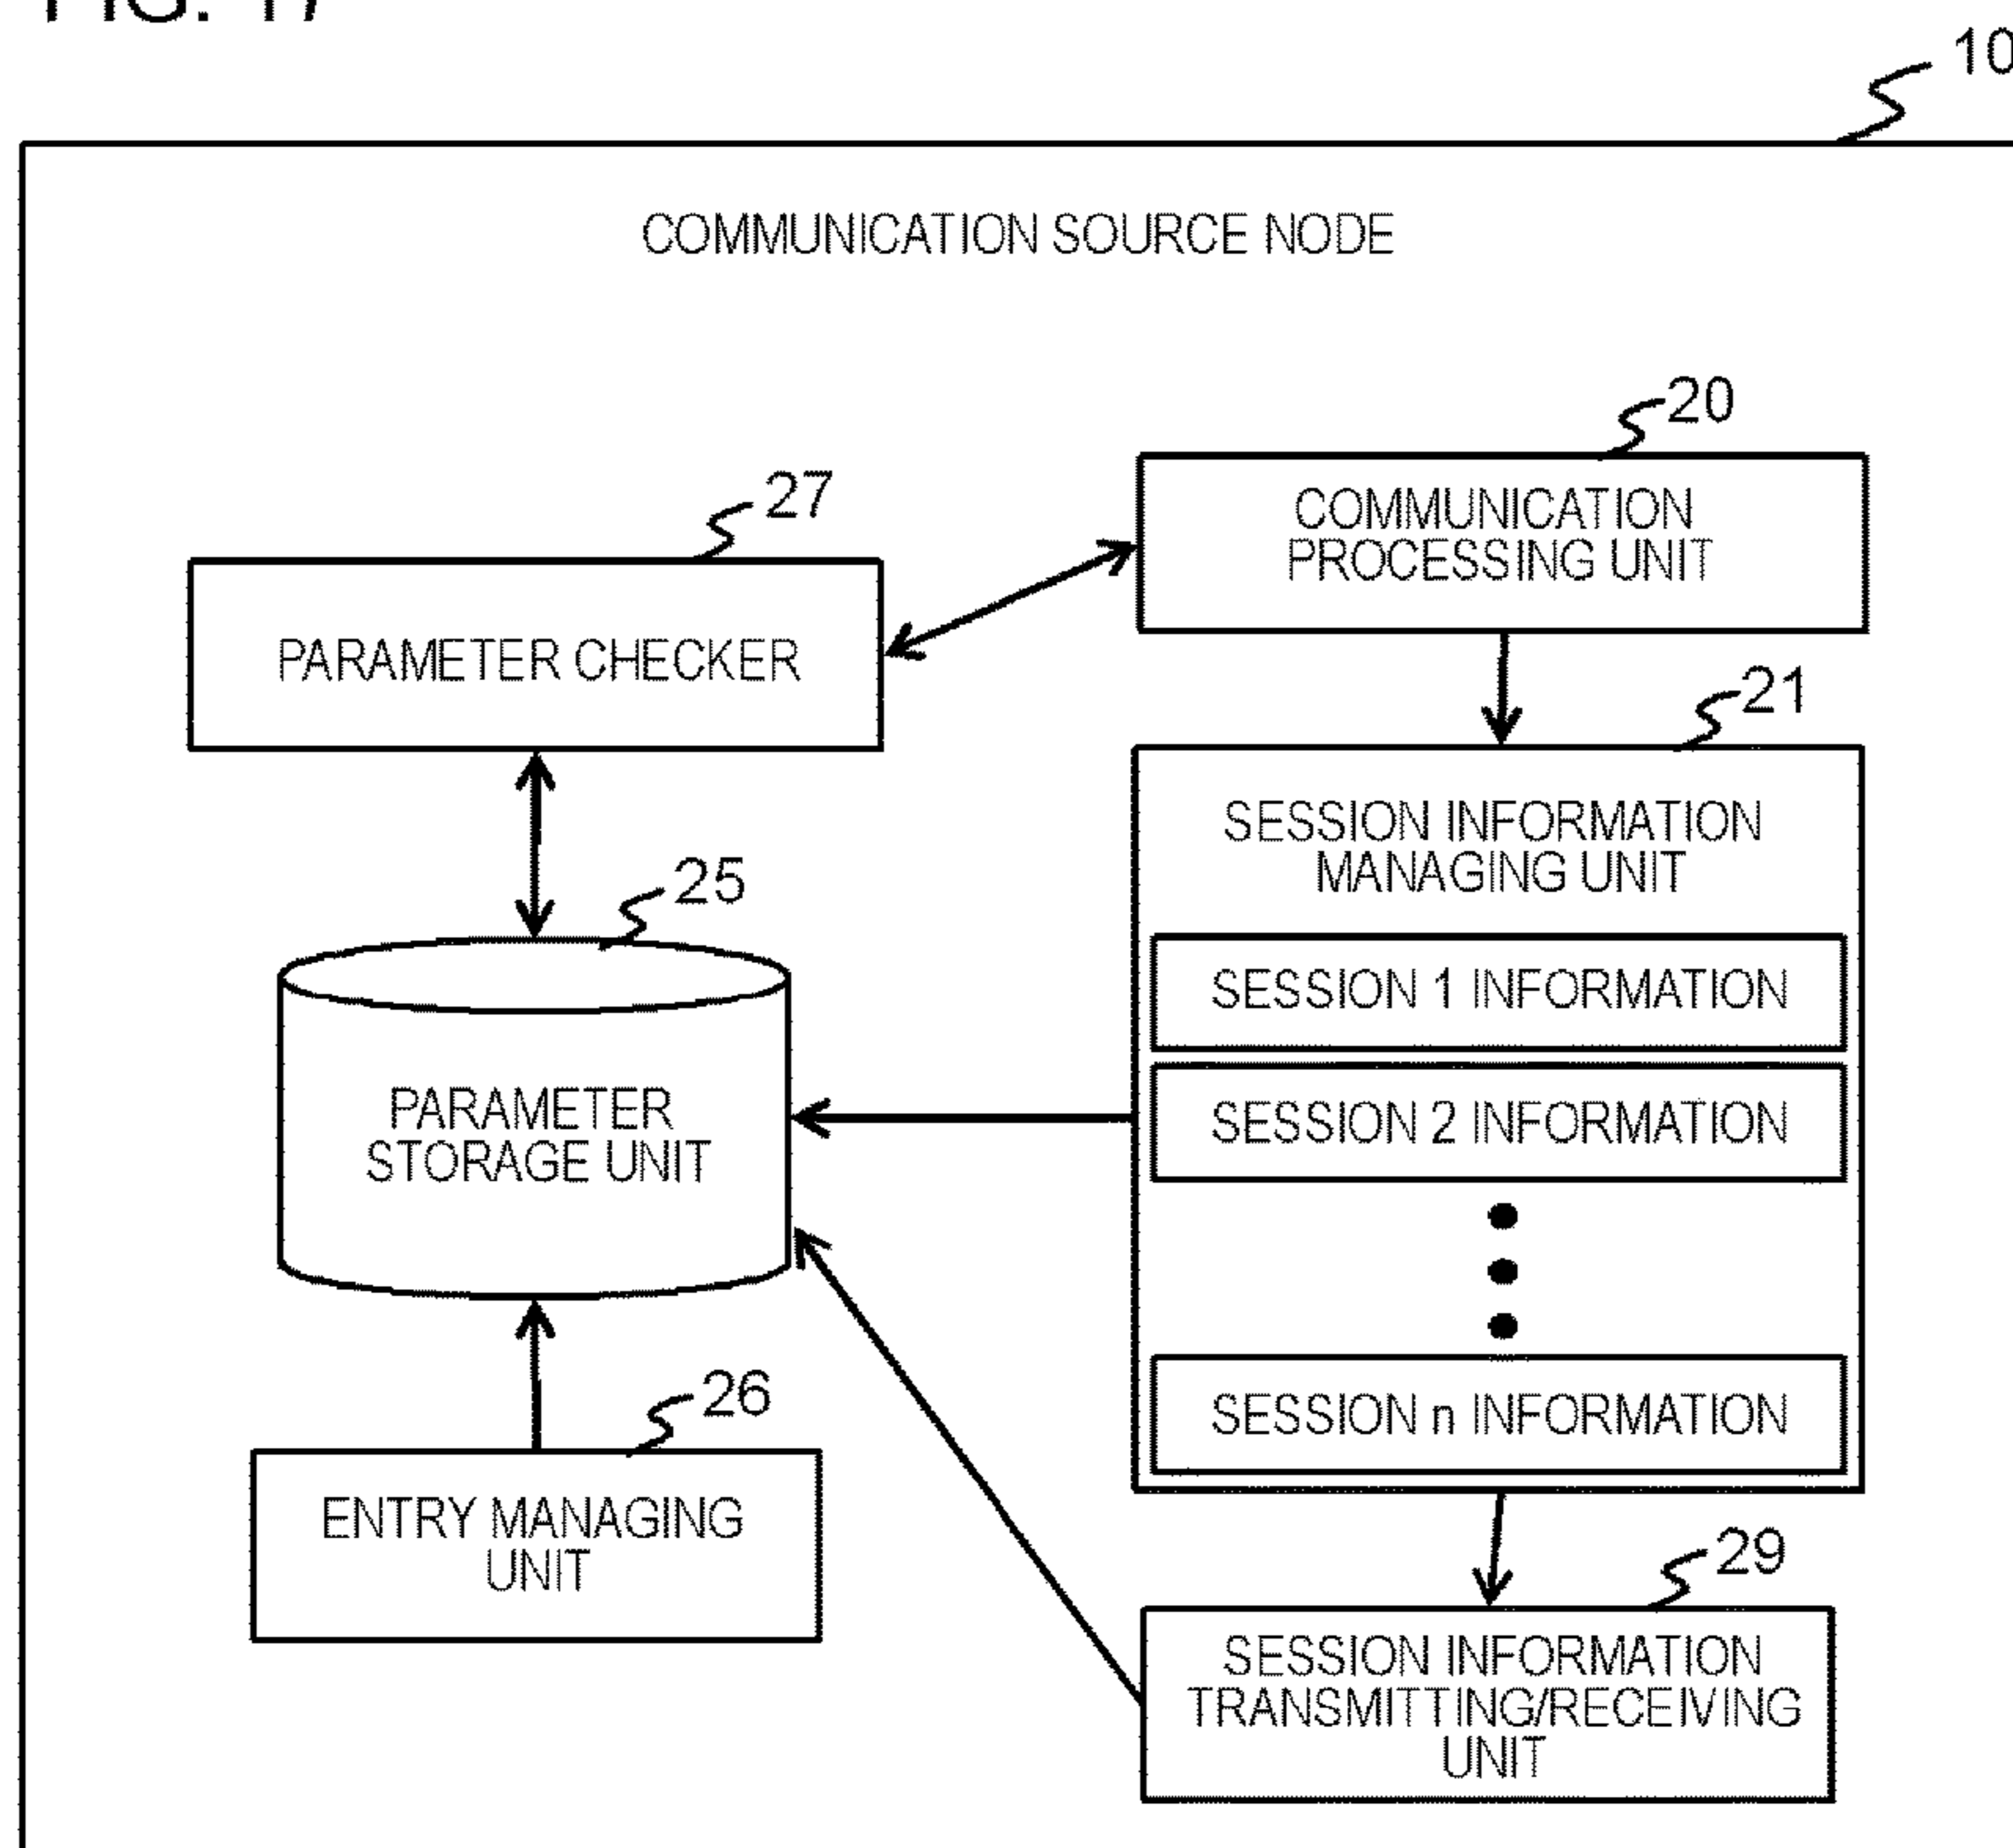 FIG. 17
10
COMMUNICATION SOURCE NODE
20
COMMUNICATION
PROCESSING UNIT
27
PARAMETER CHECKER
21
SESSION INFORMATION
MANAGING UNIT
25
SESSION 1 INFORMATION
PARAMETER
STORAGE UNIT
SESSION 2 INFORMATION
26
SESSION n INFORMATION
ENTRY MANAGING
UNIT
29
SESSION INFORMATION
TRANSMITTING/RECEIVING
UNIT